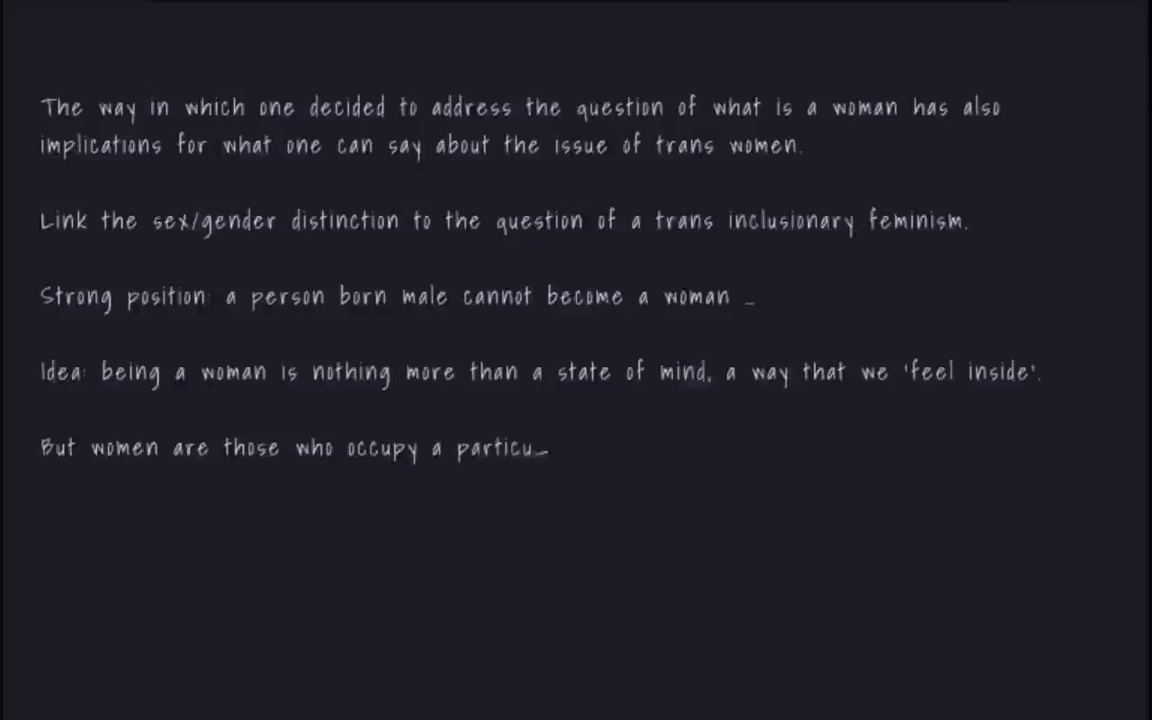 The way in which one decided to address the question of what is a woman has also
implications for what one can say about the issue of trans women.
Link the sex/gender distinction to the question of a trans inclusionary feminism.
Strong position: a person born male cannot become a woman _
Idea: being a woman is nothing more than a state of mind, a way that we 'feel inside'.
But women are those who occupy a particu_